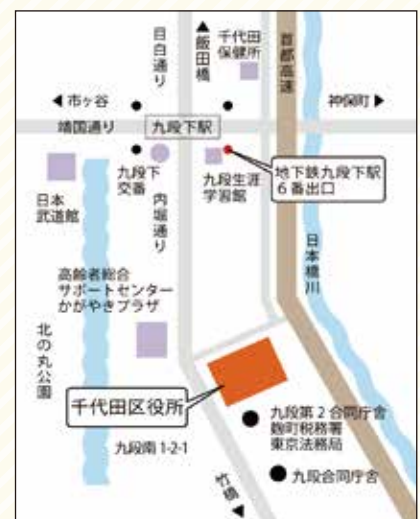 目白通り
▲飯田橋
千代田
保健所
首都高速
◀市ヶ谷
神保町▶
靖国通り
九段下駅
九段下
交番
九段生涯
学習館
地下鉄九段下駅
6番出口
日本
武道館
内堀通り
日本橋川
高齢者総合
サポートセンター
かがやきプラザ
北の丸公園
千代田区役所
九段第2合同庁舎
麹町税務署
東京法務局
九段南1-2-1
九段合同庁舎
竹橋▼